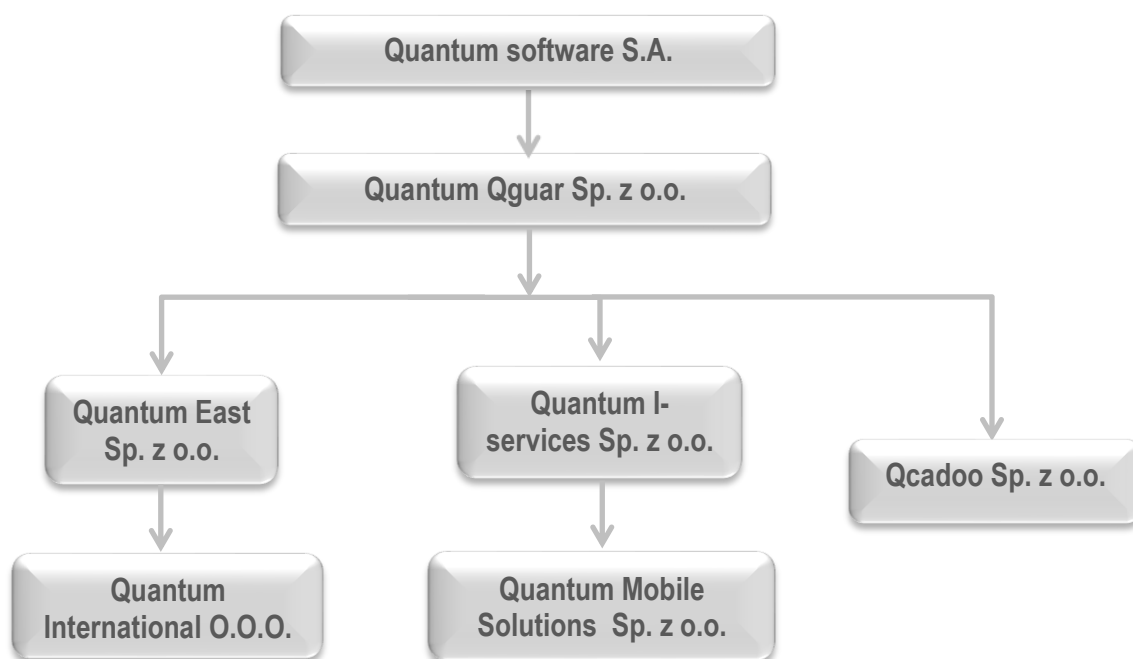 Quantum software S.A.
Quantum Qguar Sp. z o.o.
Quantum East
Sp. z o.o.
Quantum I-
services Sp. z o.o.
Qcadoo Sp. z o.o.
Quantum
International O.O.O.
Quantum Mobile
Solutions Sp. z o.o.